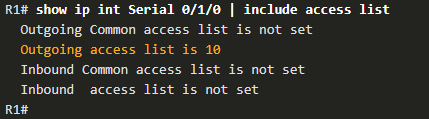 R1# show ip int Serial 0/1/0 | include access list
Outgoing Common access list is not set
Outgoing access list is 10
Inbound Common access list is not set
Inbound  access list is not set
R1#